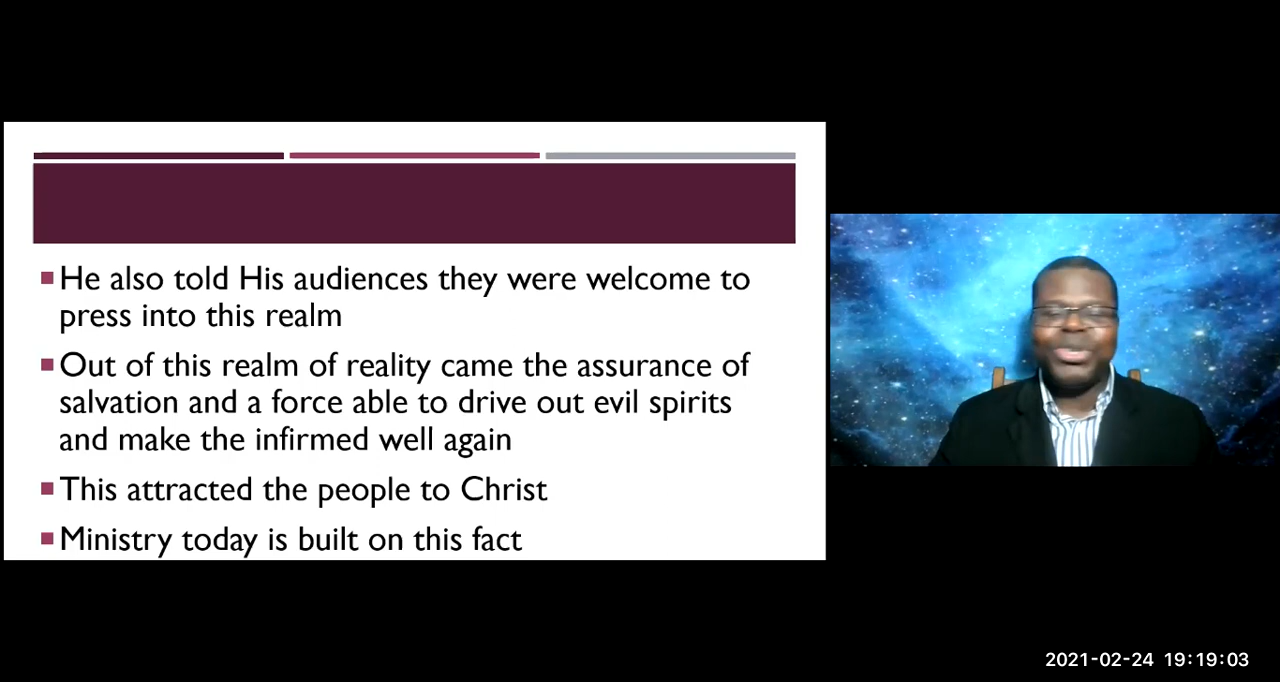 He also told His audiences they were welcome to
press into this realm
Out of this realm of reality came the assurance of
salvation and a force able to drive out evil spirits
and make the infirmed well again
This attracted the people to Christ
Ministry today is built on this fact
2021-02-24 19:19:03